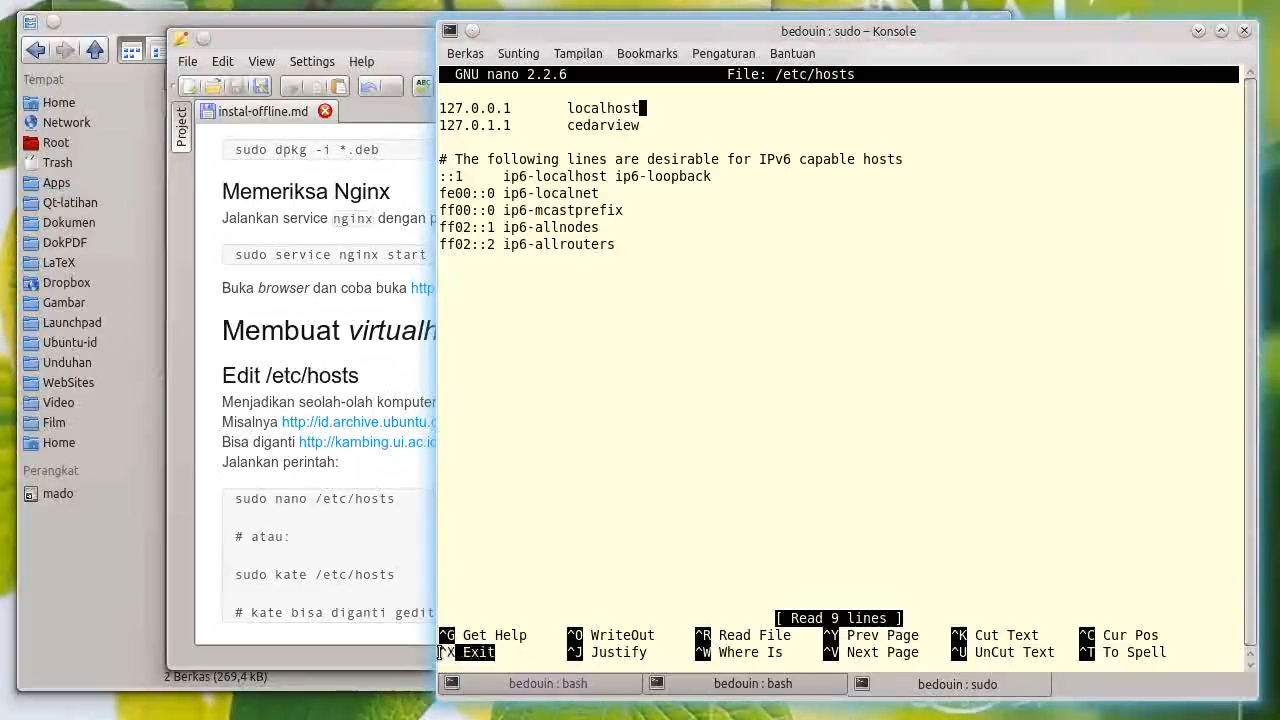 Tempat
Home
Network
Root
Trash
Apps
Qt-latihan
Dokumen
DokPDF
LaTeX
Dropbox
Gambar
Launchpad
Ubuntu-id
Unduhan
WebSites
Video
Film
Home
Perangkat
mado
2 Berkas (269,4 kB)
File Edit View Settings Help
ABC
Project
instal-offline.md
sudo dpkg -i *.deb
Memeriksa Nginx
Jalankan service nginx dengan
sudo service nginx start
Buka browser dan coba buka
Membuat
Edit /etc/hosts
Menjadikan seolah-olah
Misalnya http://id.archive.ubuntu.
Bisa diganti http://kambing.ui.ac.
Jalankan perintah:
sudo nano /etc/hosts
# atau:
sudo kate /etc/hosts
# kate bisa diganti gedit
bedouin : sudo – Konsole
Berkas Sunting Tampilan Bookmarks Pengaturan Bantuan
GNU nano 2.2.6 File: /etc/hosts
127.0.0.1 localhost
127.0.1.1 cedarview
# The following lines are desirable for IPv6 capable hosts
::1 ip6-localhost ip6-loopback
fe00::0 ip6-localnet
ff00::0 ip6-mcastprefix
ff02::1 ip6-allnodes
ff02::2 ip6-allrouters
[ Read 9 lines ]
^G Get Help ^O WriteOut ^R Read File ^Y Prev Page ^K Cut Text ^C Cur Pos
^X Exit ^J Justify ^W Where Is ^V Next Page ^U UnCut Text ^T To Spell
bedouin : bash bedouin : bash bedouin : sudo